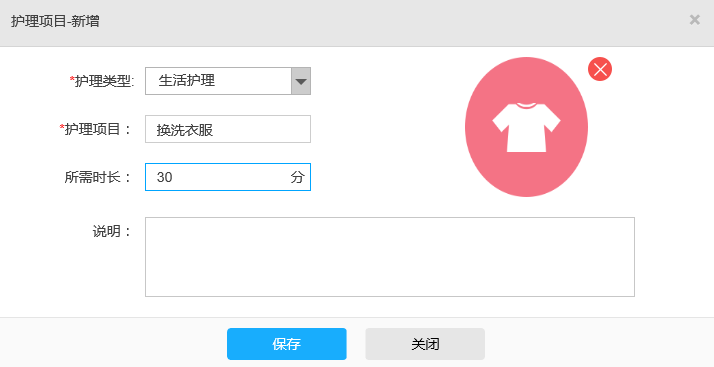 护理项目-新增
*护理类型: 生活护理
*护理项目： 换洗衣服
所需时长： 30 分
说明：
保存 关闭